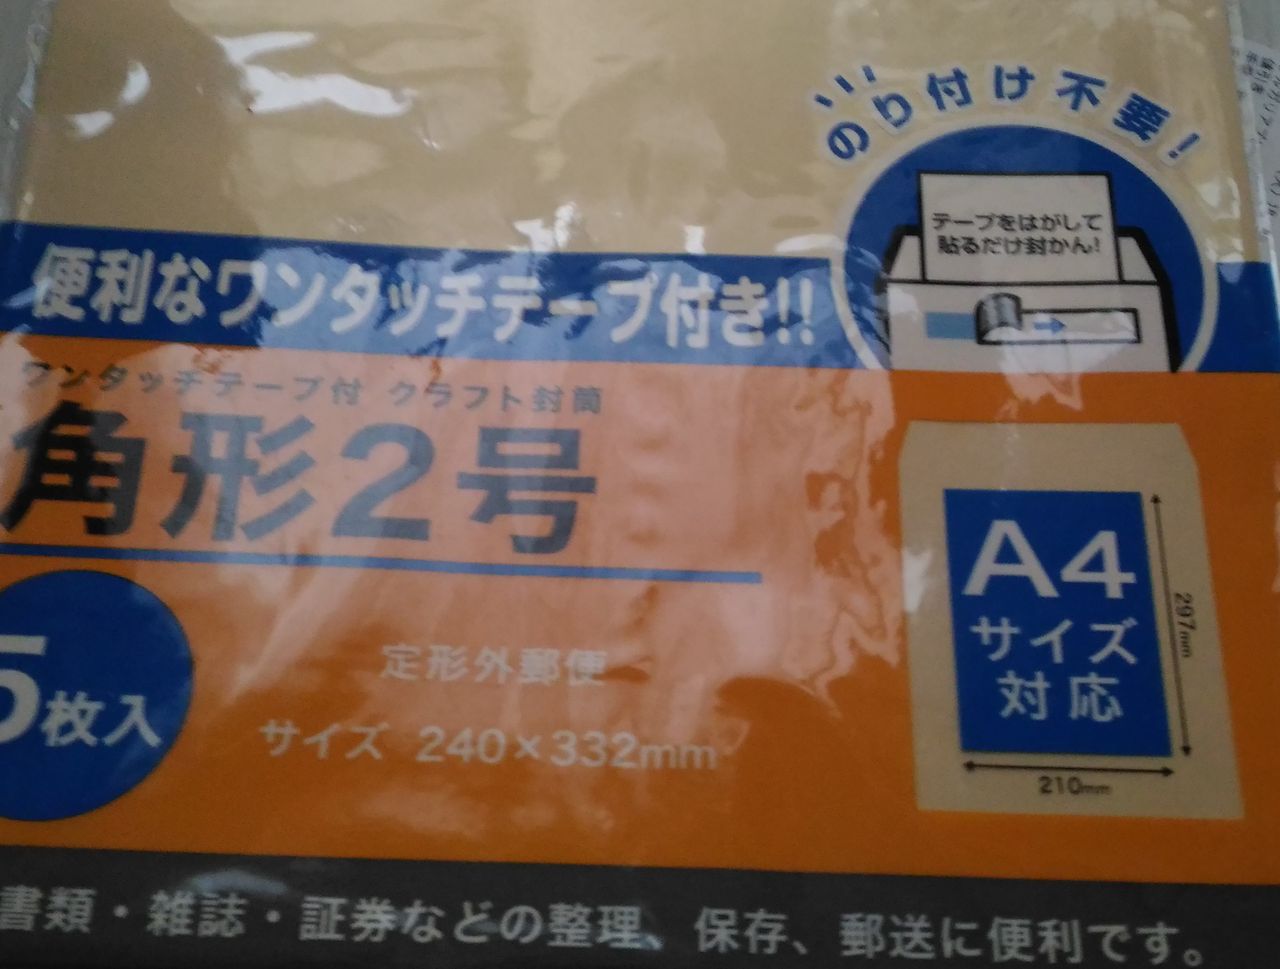 のり付け不要!
テープをはがして
貼るだけ封かん!
便利なワンタッチテープ付き!!
ワンタッチテープ付 クラフト封筒
角形2号
5枚入
定形外郵便
サイズ 240×332mm
A4
サイズ
対応
297mm
210mm
書類・雑誌・証券などの整理、保存、郵送に便利です。